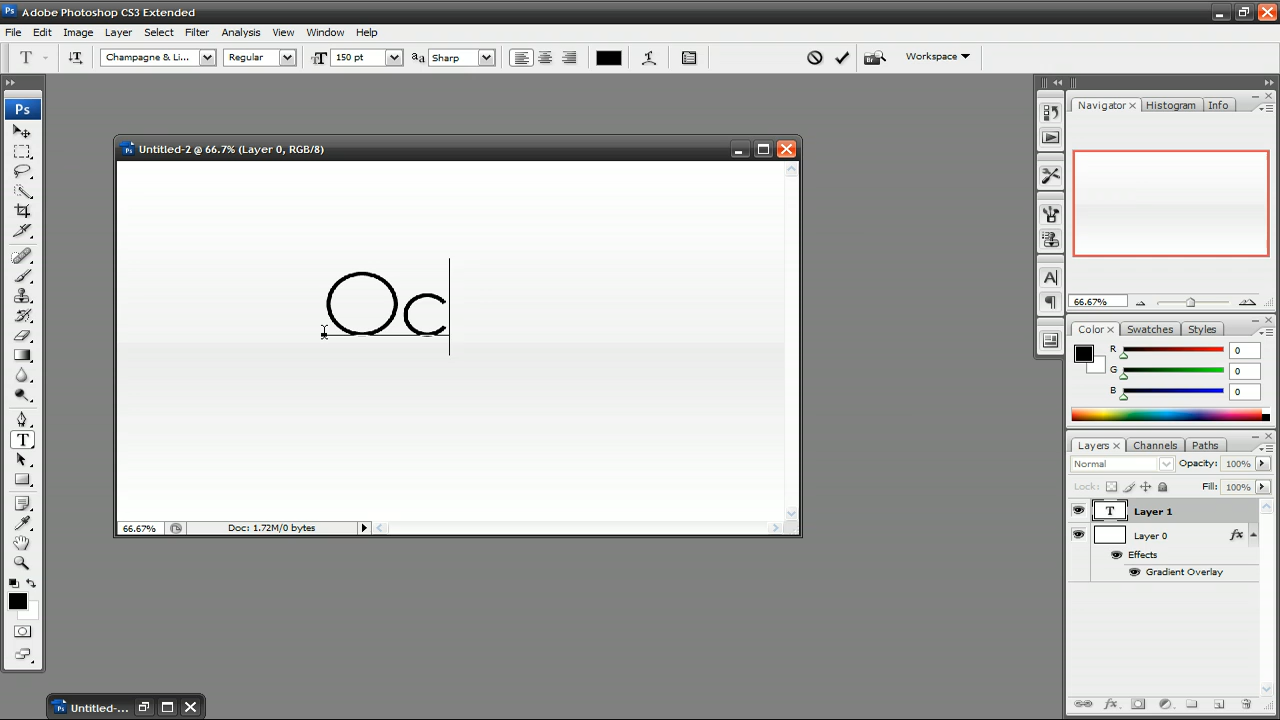 Adobe Photoshop CS3 Extended
File Edit Image Layer Select Filter Analysis View Window Help
T Champagne & Li... Regular 150 pt aa Sharp Workspace
Ps
Navigator Histogram Info
Untitled-2 @ 66.7% (Layer 0, RGB/8)
Oc
66.67%
Color Swatches Styles
R 0
G 0
B 0
Layers Channels Paths
Normal Opacity: 100%
Lock: Fill: 100%
T Layer 1
Layer 0 fx
Effects
Gradient Overlay
66.67% Doc: 1.72M/0 bytes
Untitled-...